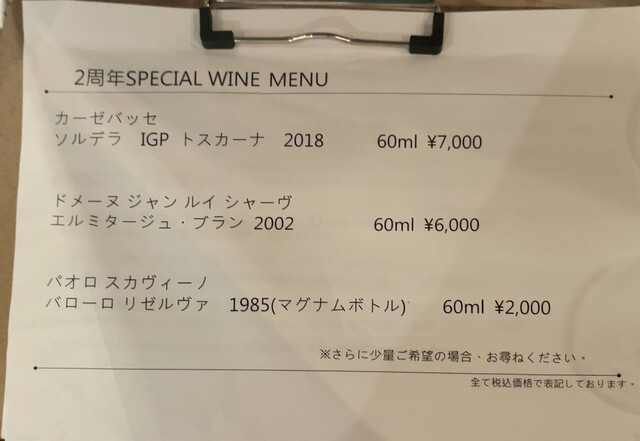 2周年SPECIAL WINE MENU
カーゼバッセ
ソルデラ IGP トスカーナ 2018 60ml ¥7,000
ドメーヌ ジャン ルイ シャーヴ
エルミタージュ・ブラン 2002 60ml ¥6,000
パオロ スカヴィーノ
バローロ リゼルヴァ 1985(マグナムボトル) 60ml ¥2,000
※さらに少量ご希望の場合・お尋ねください。
全て税込価格で表記しております。